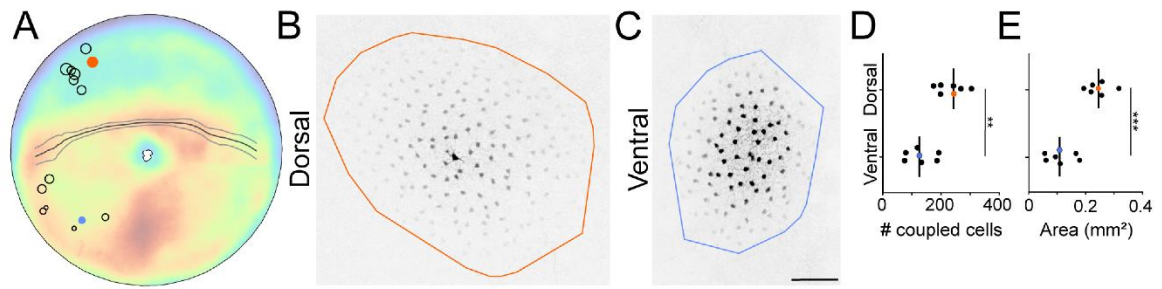 A
B
C
D
E
Dorsal
Ventral
Dorsal
Ventral
**
***
0
200
400
# coupled cells
0
0.2
0.4
Area (mm²)